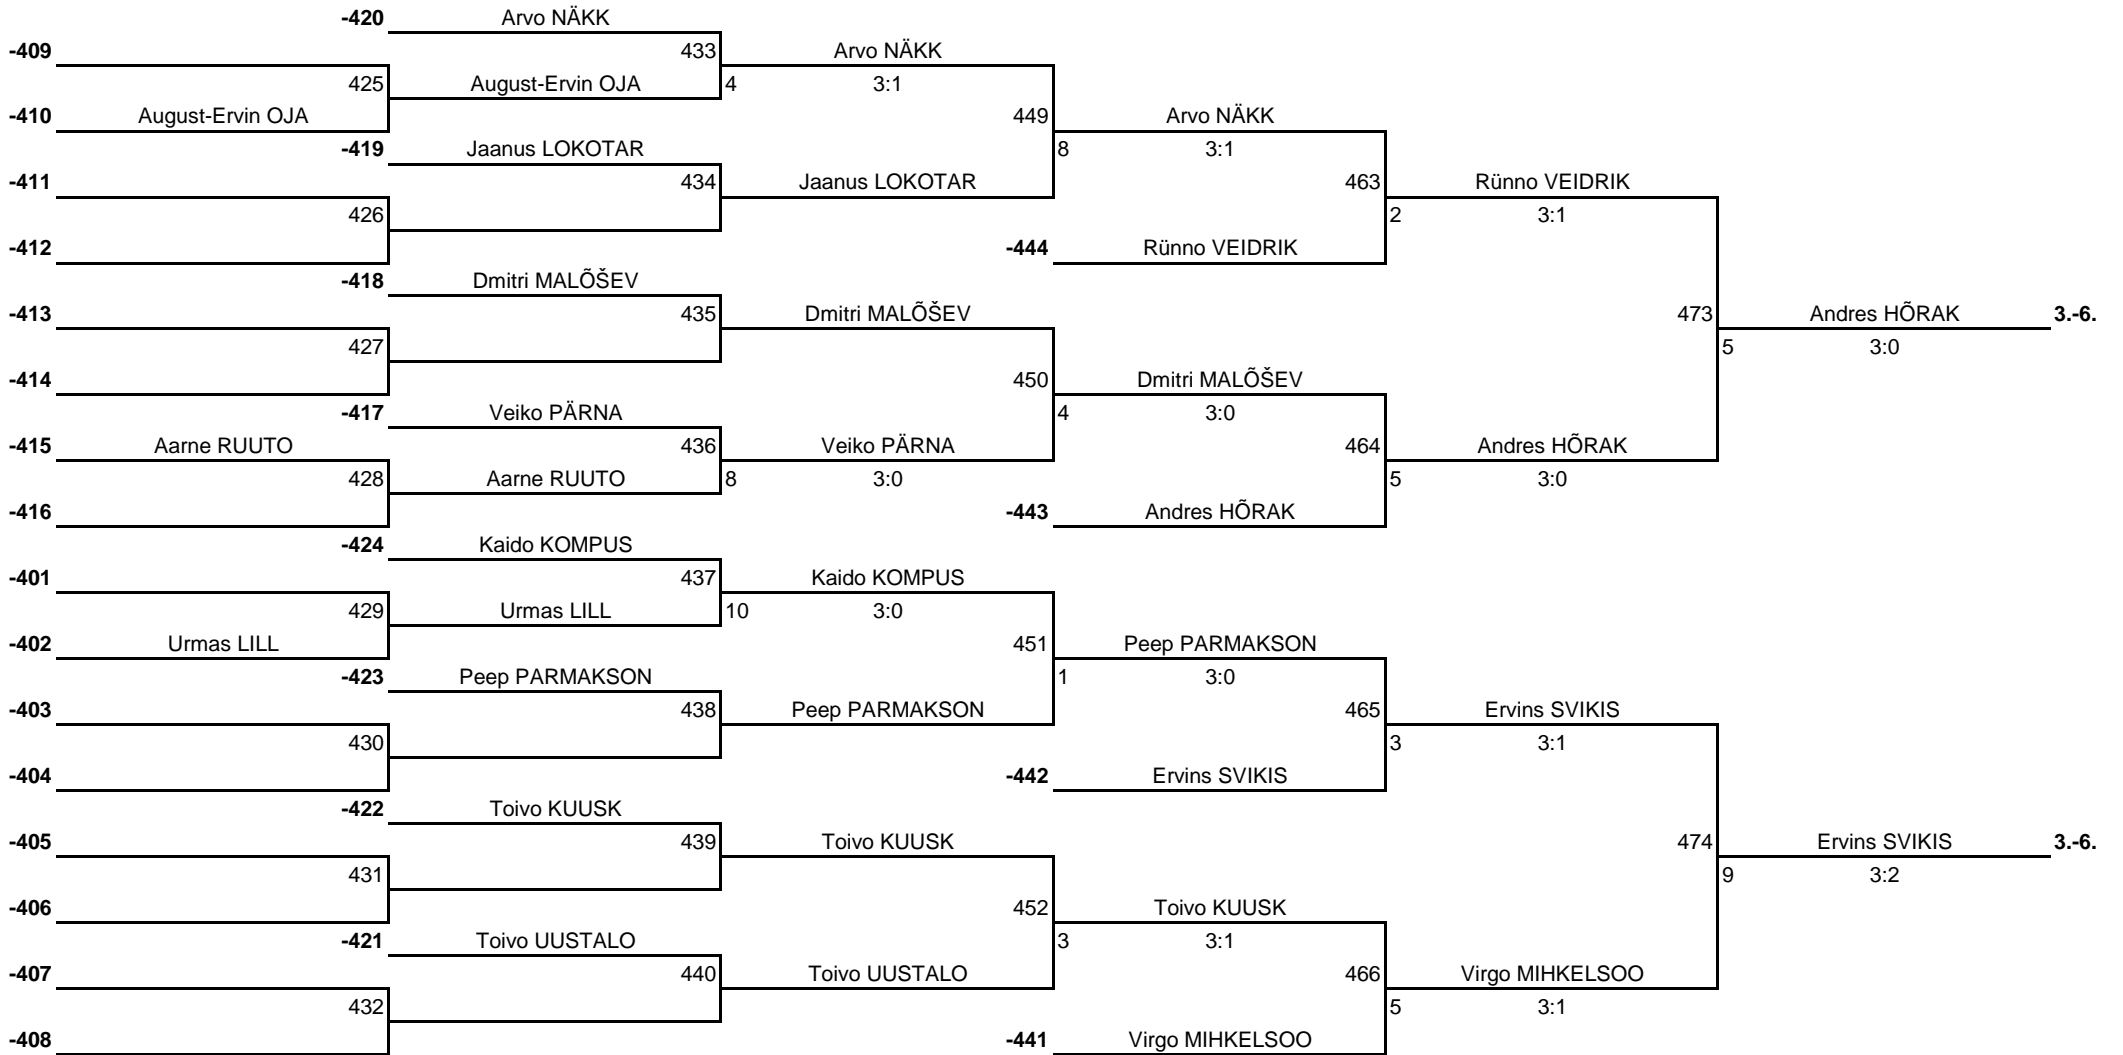 -420 Arvo NÄKK
-409 433 Arvo NÄKK
425 August-Ervin OJA 4 3:1
-410 August-Ervin OJA 449 Arvo NÄKK
-419 Jaanus LOKOTAR 8 3:1
-411 434 Jaanus LOKOTAR 463 Rünno VEIDRIK
426 2 3:1
-412 -444 Rünno VEIDRIK
-418 Dmitri MALÕŠEV
-413 435 Dmitri MALÕŠEV 473 Andres HÕRAK 3.-6.
427 5 3:0
-414 450 Dmitri MALÕŠEV
-417 Veiko PÄRNA 4 3:0
-415 Aarne RUUTO 436 Veiko PÄRNA 464 Andres HÕRAK
428 Aarne RUUTO 8 3:0 5 3:0
-416 -443 Andres HÕRAK
-424 Kaido KOMPUS
-401 437 Kaido KOMPUS
429 Urmas LILL 10 3:0
-402 Urmas LILL 451 Peep PARMAKSON
-423 Peep PARMAKSON 1 3:0
-403 438 Peep PARMAKSON 465 Ervins SVIKIS
430 3 3:1
-404 -442 Ervins SVIKIS
-422 Toivo KUUSK
-405 439 Toivo KUUSK 474 Ervins SVIKIS 3.-6.
431 9 3:2
-406 452 Toivo KUUSK
-421 Toivo UUSTALO 3 3:1
-407 440 Toivo UUSTALO 466 Virgo MIHKELSOO
432 5 3:1
-408 -441 Virgo MIHKELSOO